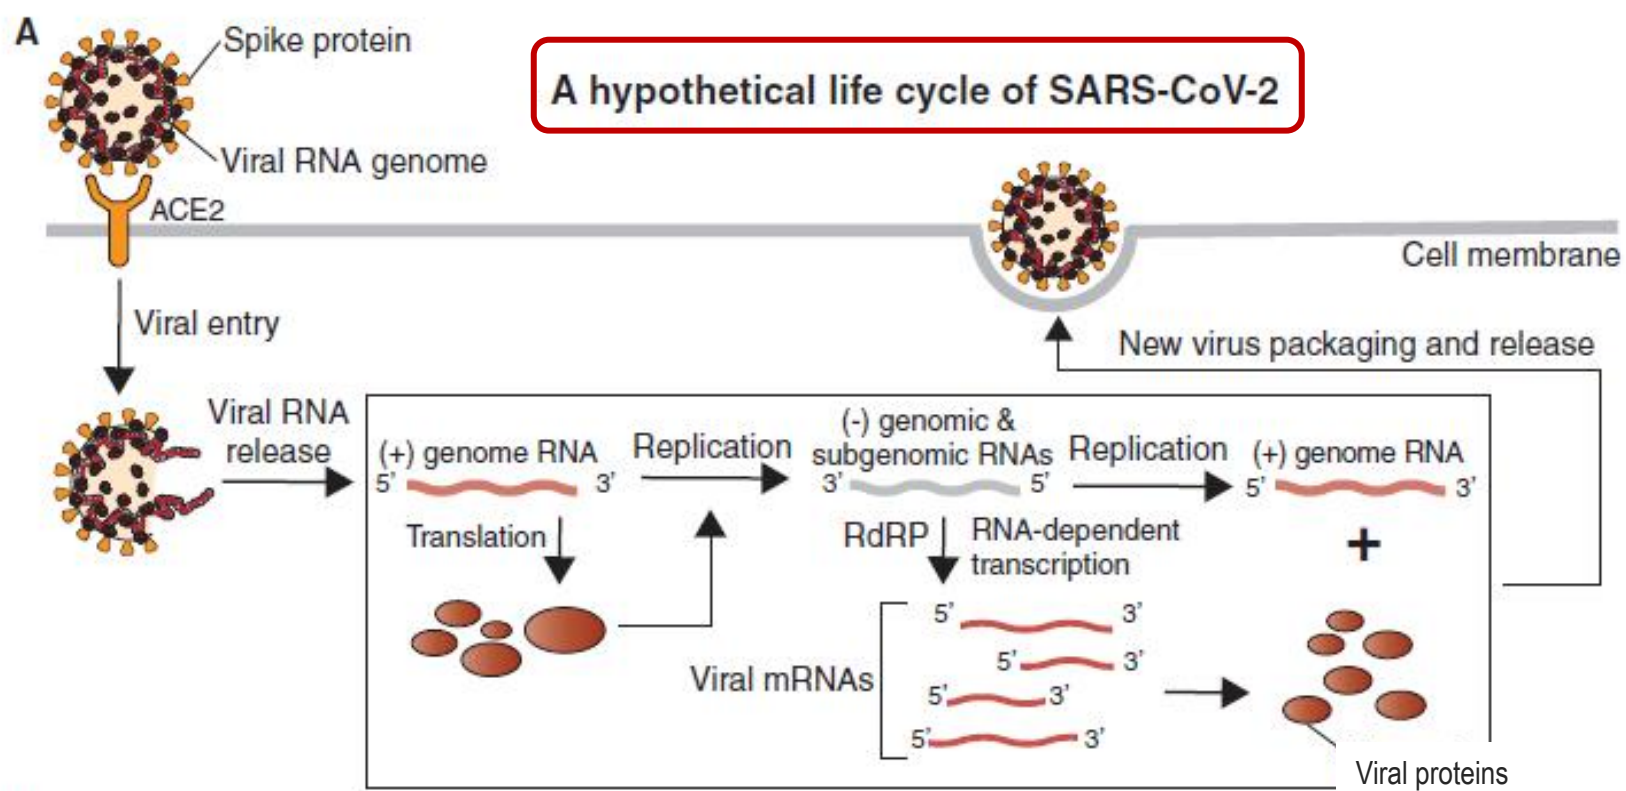 A
Spike protein
A hypothetical life cycle of SARS-CoV-2
Viral RNA genome
ACE2
Cell membrane
Viral entry
New virus packaging and release
Viral RNA
release
(+) genome RNA
5’ 3’
Replication
(-) genomic &
subgenomic RNAs
3’ 5’
Replication
(+) genome RNA
5’ 3’
Translation
RdRP
RNA-dependent
transcription
+
Viral mRNAs
5’ 3’
5’ 3’
5’ 3’
5’ 3’
Viral proteins